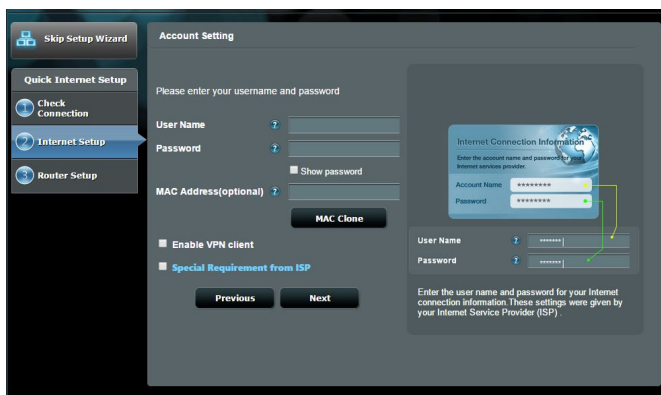 Skip Setup Wizard
Quick Internet Setup
1 Check
Connection
2 Internet Setup
3 Router Setup
Account Setting
Please enter your username and password
User Name ?
Password ?
Show password
MAC Address(optional) ?
MAC Clone
Enable VPN client
Special Requirement from ISP
Previous Next
Internet Connection Information
Enter the account name and password for your
Internet services provider.
Account Name ********
Password ********
User Name ? *******|
Password ? *******|
Enter the user name and password for your Internet
connection information.These settings were given by
your Internet Service Provider (ISP) .